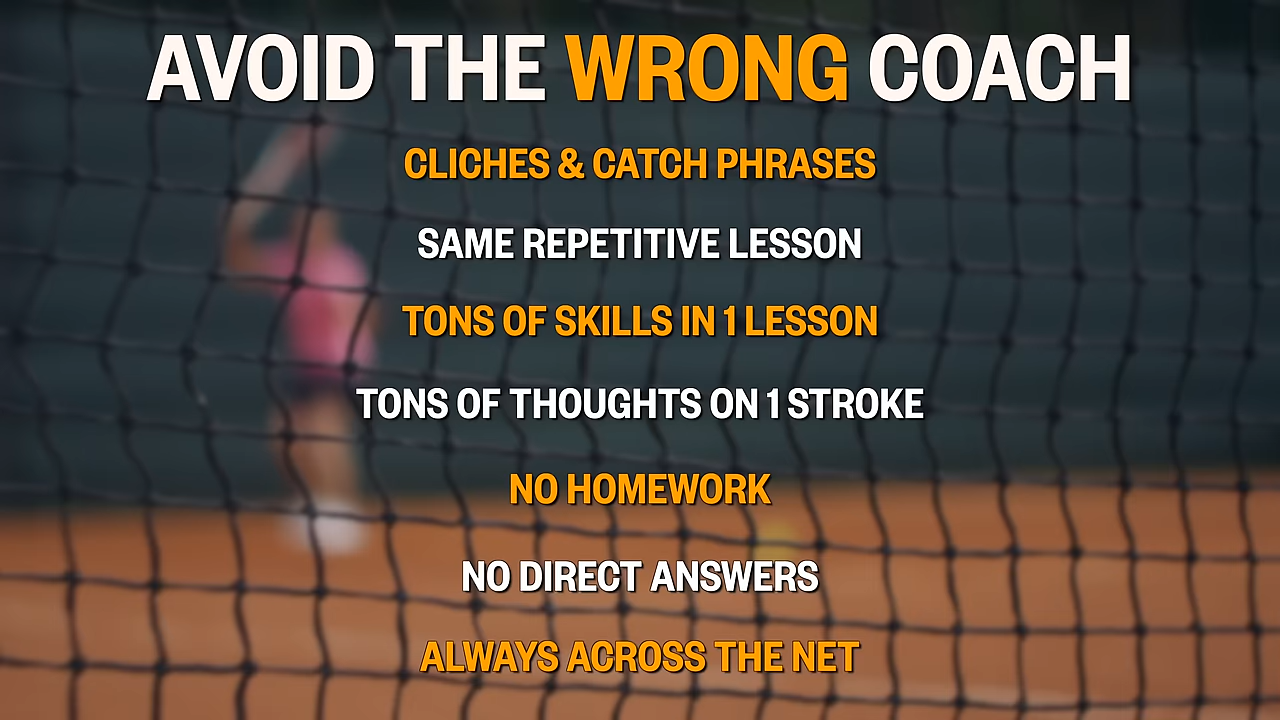 AVOID THE WRONG COACH
CLICHES & CATCH PHRASES
SAME REPETITIVE LESSON
TONS OF SKILLS IN 1 LESSON
TONS OF THOUGHTS ON 1 STROKE
NO HOMEWORK
NO DIRECT ANSWERS
ALWAYS ACROSS THE NET